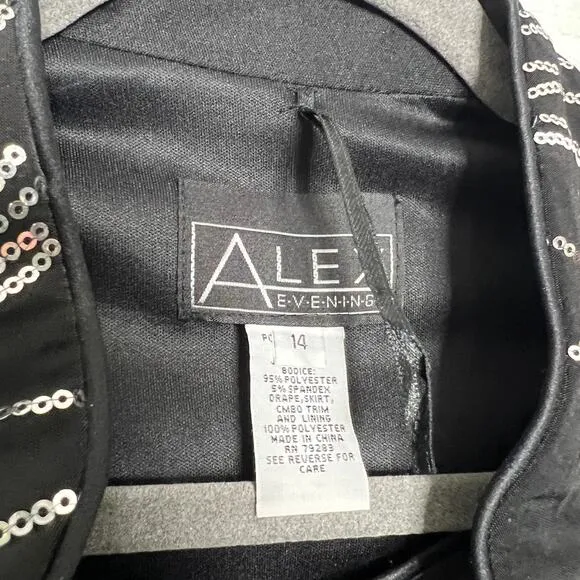 ALEX
E·V·E·N·I·N·G
PC 14
BODICE:
95% POLYESTER
5% SPANDEX
DRAPE, SKIRT,
CMBO TRIM
AND LINING
100% POLYESTER
MADE IN CHINA
RN 79283
SEE REVERSE FOR
CARE